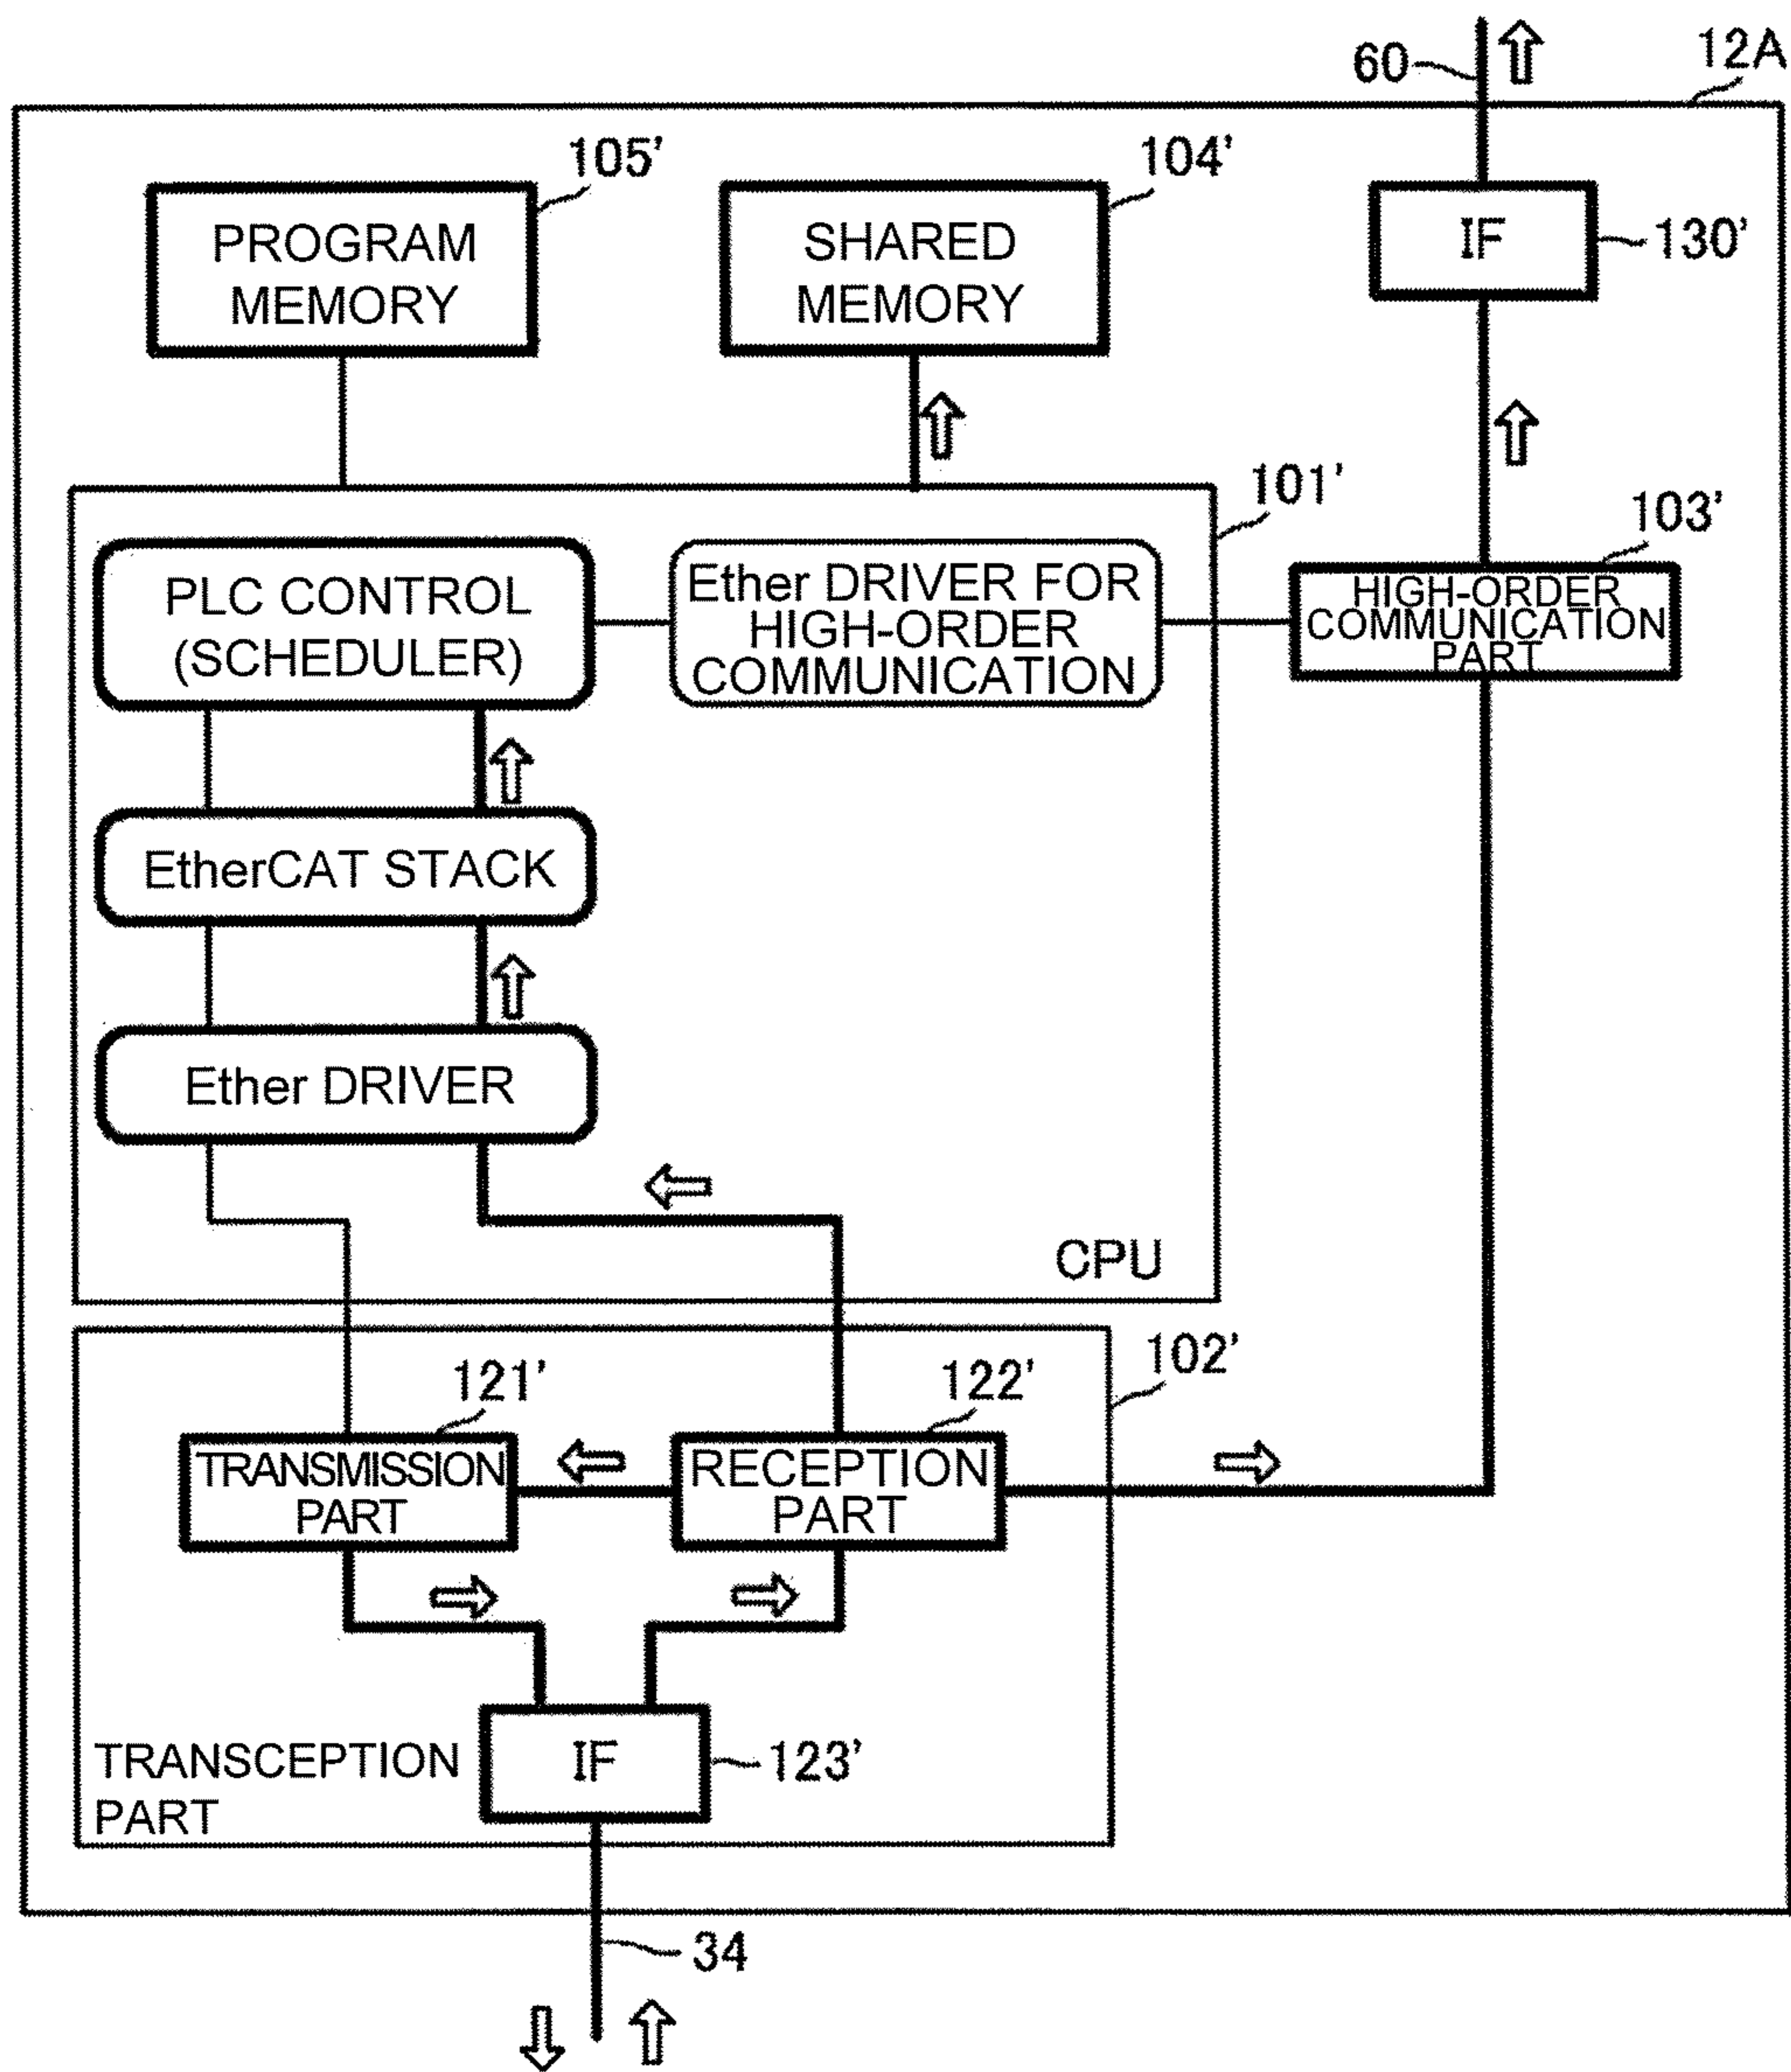 60
12A
105'
104'
PROGRAM
MEMORY
SHARED
MEMORY
IF
130'
101'
103'
PLC CONTROL
(SCHEDULER)
Ether DRIVER FOR
HIGH-ORDER
COMMUNICATION
HIGH-ORDER
COMMUNICATION
PART
EtherCAT STACK
Ether DRIVER
CPU
121'
122'
102'
TRANSMISSION
PART
RECEPTION
PART
TRANSCEPTION
PART
IF
123'
34